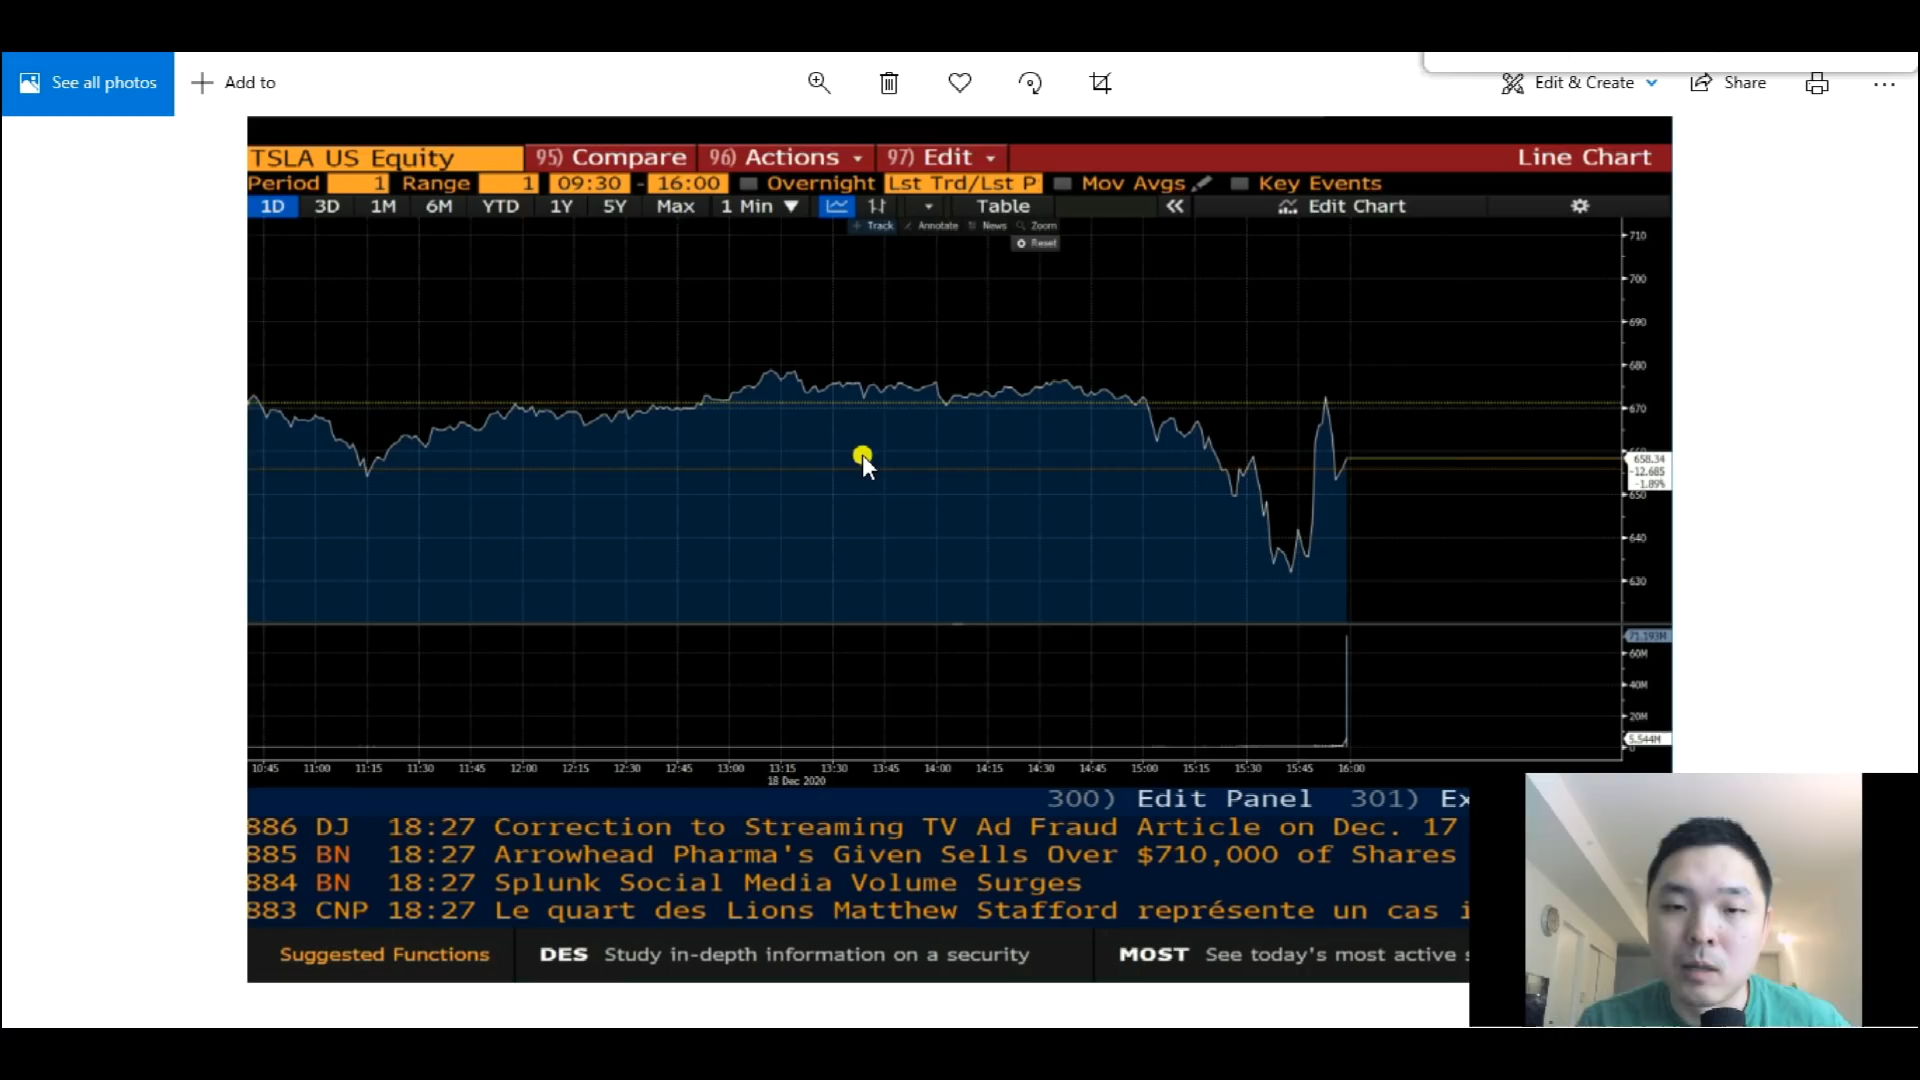 See all photos Add to Edit & Create Share
TSLA US Equity 95) Compare 96) Actions 97) Edit Line Chart
Period 1 Range 1 09:30 - 16:00 Overnight Lst Trd/Lst P Mov Avgs Key Events
1D 3D 1M 6M YTD 1Y 5Y Max 1 Min ▼ Table « Edit Chart
Track Annotate News Zoom
Reset
710
700
690
680
670
658.34
-12.685
-1.89%
650
640
630
71.193M
60M
40M
20M
5.544M
0
10:45 11:00 11:15 11:30 11:45 12:00 12:15 12:30 12:45 13:00 13:15 13:30 13:45 14:00 14:15 14:30 14:45 15:00 15:15 15:30 15:45 16:00
18 Dec 2020
300) Edit Panel 301) Ex
886 DJ 18:27 Correction to Streaming TV Ad Fraud Article on Dec. 17
885 BN 18:27 Arrowhead Pharma's Given Sells Over $710,000 of Shares
884 BN 18:27 Splunk Social Media Volume Surges
883 CNP 18:27 Le quart des Lions Matthew Stafford représente un cas i
Suggested Functions DES Study in-depth information on a security MOST See today's most active s